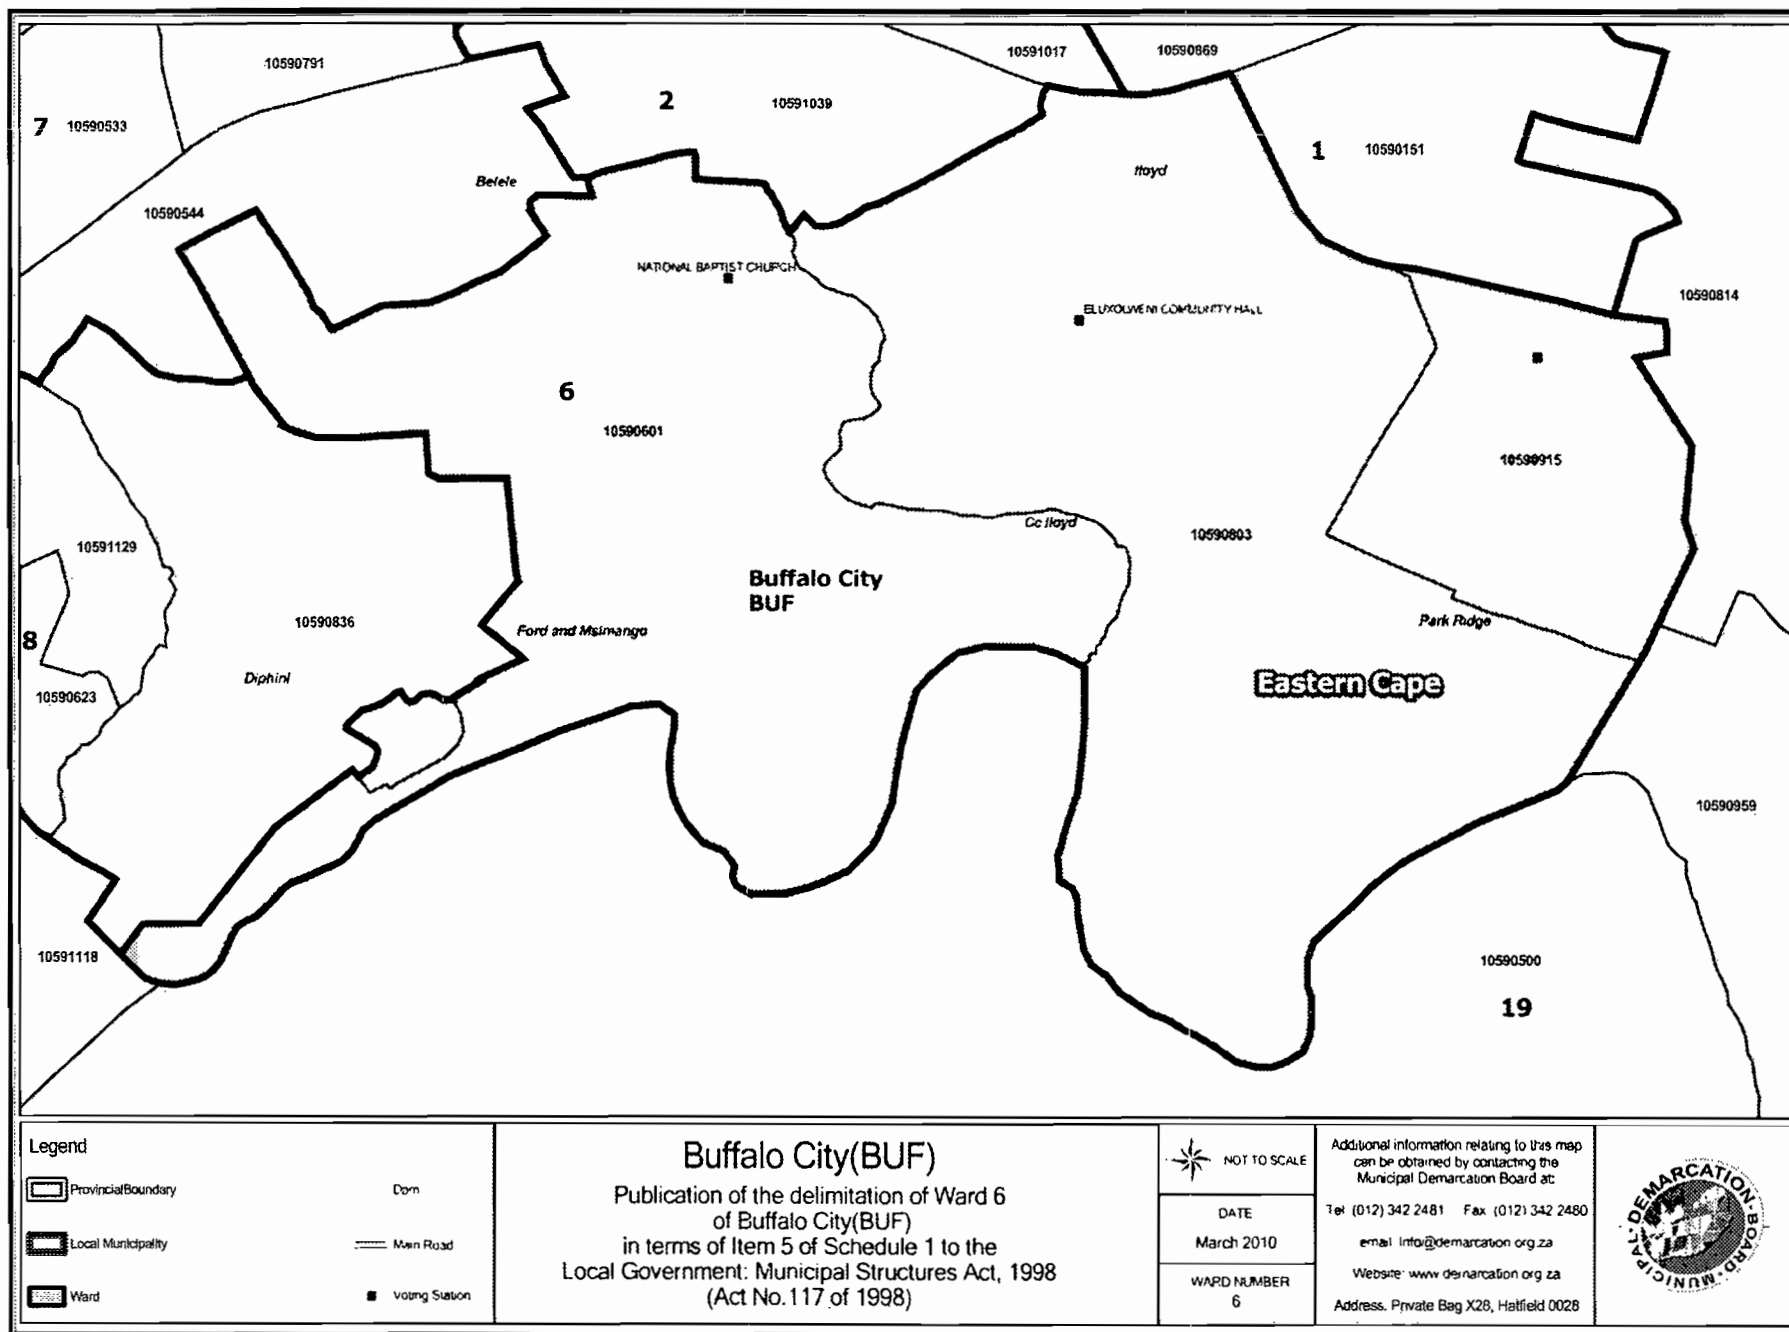 10590791
10591017
10590869
2
10591039
7
10590533
1
10590151
lloyd
Belele
10590544
NATIONAL BAPTIST CHURCH
10590814
ELUXOLWENI COMMUNITY HALL
6
10590601
10590915
Cc lloyd
10590803
10591129
Buffalo City
BUF
10590836
Ford and Msimango
Park Ridge
8
Diphini
Eastern Cape
10590623
10590959
10591118
10590500
19
Legend
Provincial Boundary
Dam
Local Municipality
Main Road
Ward
Voting Station
Buffalo City(BUF)
Publication of the delimitation of Ward 6
of Buffalo City(BUF)
in terms of Item 5 of Schedule 1 to the
Local Government: Municipal Structures Act, 1998
(Act No.117 of 1998)
NOT TO SCALE
DATE
March 2010
WARD NUMBER
6
Additional information relating to this map
can be obtained by contacting the
Municipal Demarcation Board at:
Tel (012) 342 2481 Fax (012) 342 2480
email info@demarcation org za
Website: www demarcation org za
Address. Private Bag X28, Hatfield 0028
MUNICIPAL·DEMARCATION·BOARD